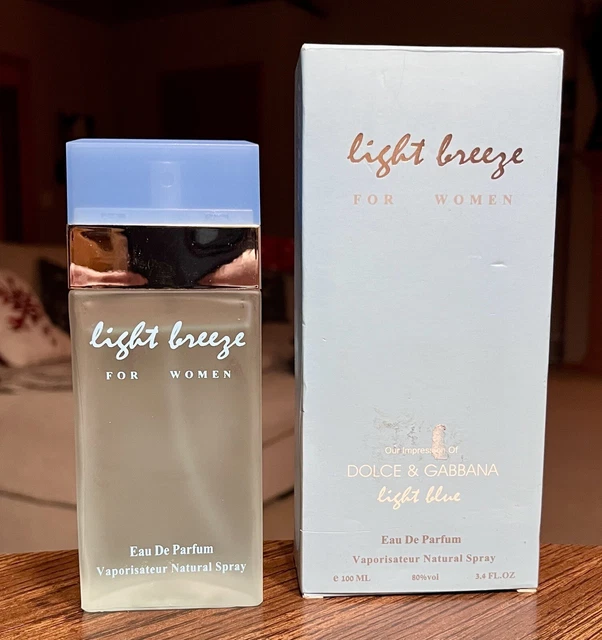 light breeze
FOR WOMEN
Eau De Parfum
Vaporisateur Natural Spray
light breeze
FOR WOMEN
Our Impression Of
DOLCE & GABBANA
light blue
Eau De Parfum
Vaporisateur Natural Spray
e 100 ML 80%vol 3.4 FL.OZ